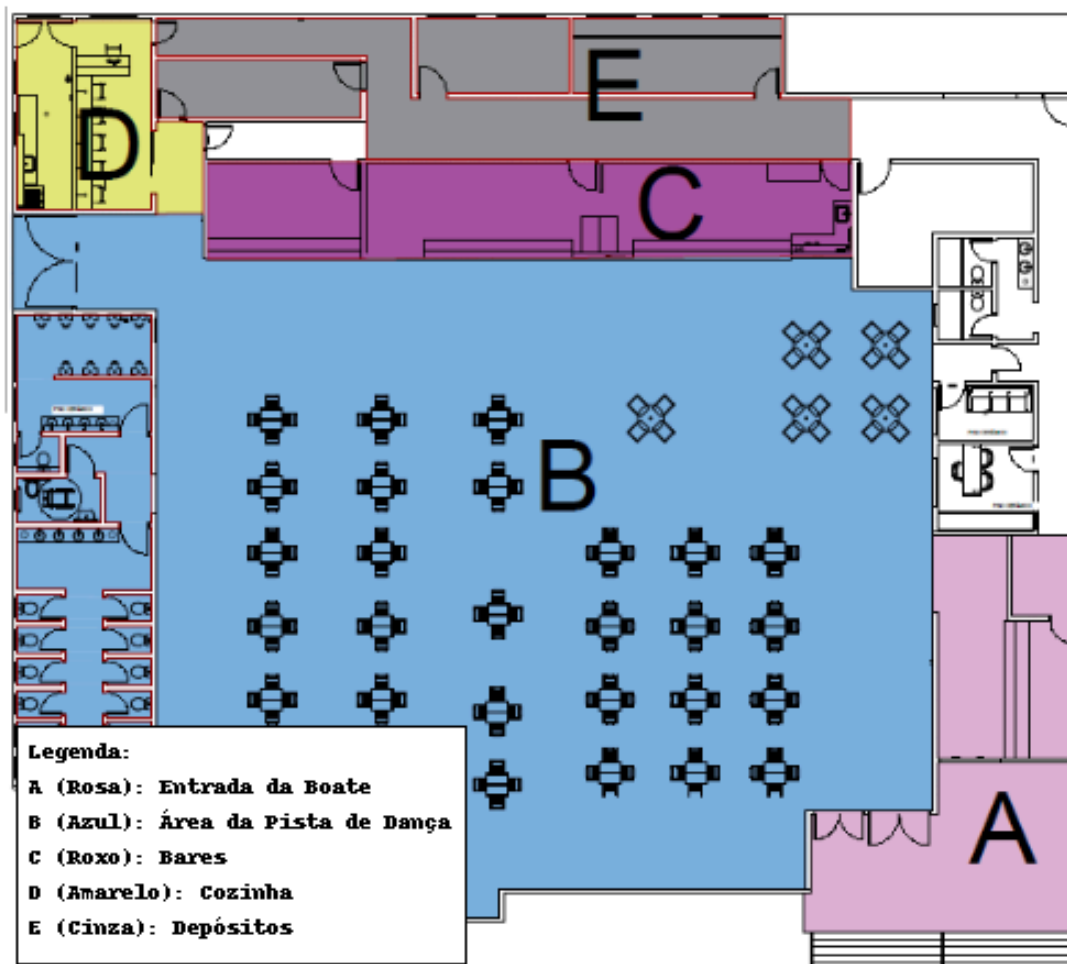 E
D
C
B
A
Legenda:
A (Rosa): Entrada da Boate
B (Azul): Área da Pista de Dança
C (Roxo): Bares
D (Amarelo): Cozinha
E (Cinza): Depósitos